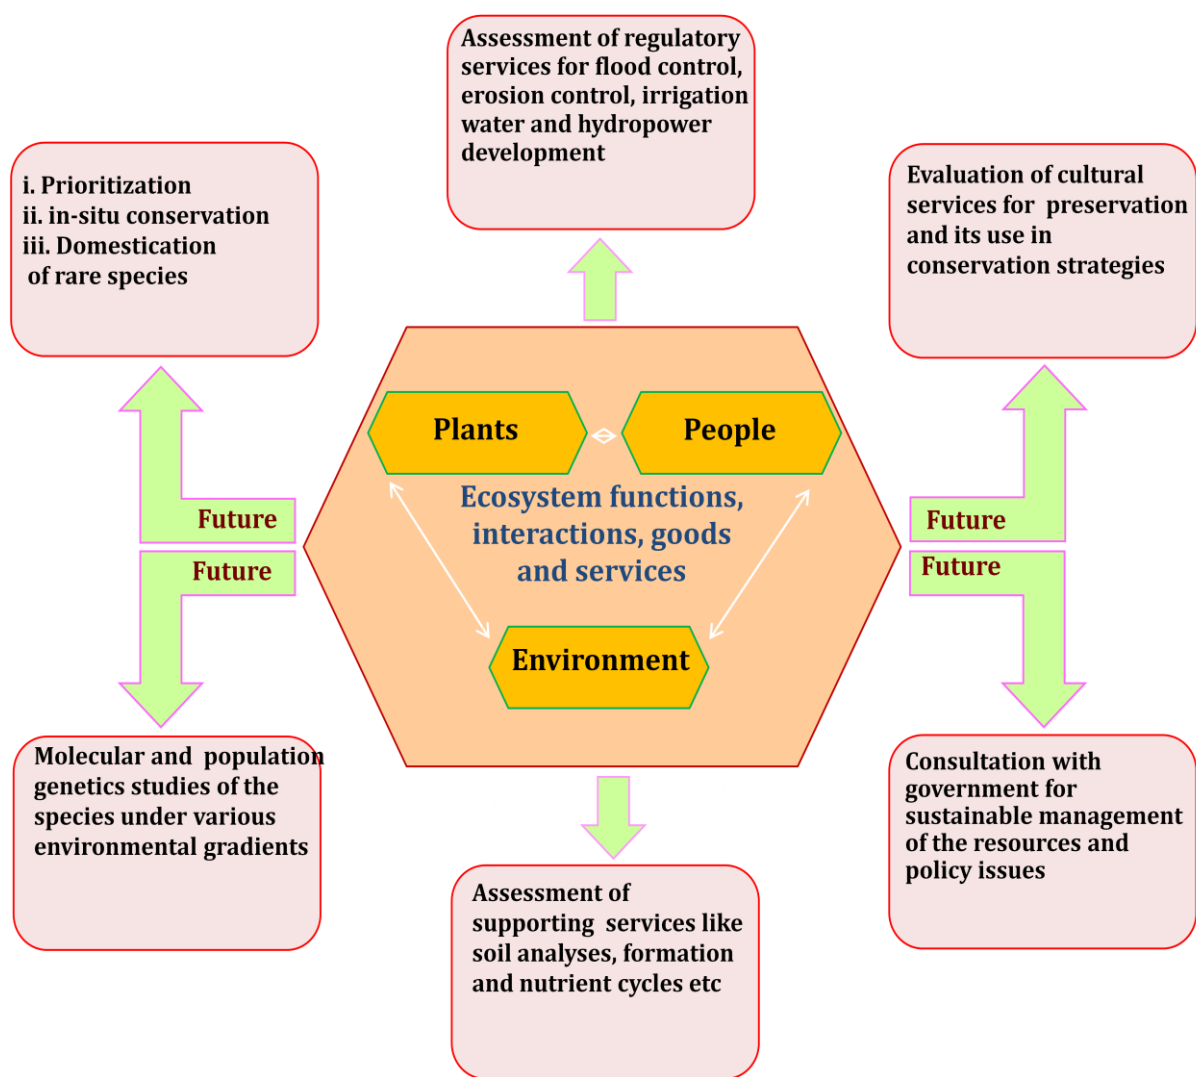 Assessment of regulatory
services for flood control,
erosion control, irrigation
water and hydropower
development
i. Prioritization
ii. in-situ conservation
iii. Domestication
of rare species
Evaluation of cultural
services for preservation
and its use in
conservation strategies
Plants
People
Ecosystem functions,
interactions, goods
and services
Environment
Future
Future
Future
Future
Molecular and population
genetics studies of the
species under various
environmental gradients
Consultation with
government for
sustainable management
of the resources and
policy issues
Assessment of
supporting services like
soil analyses, formation
and nutrient cycles etc